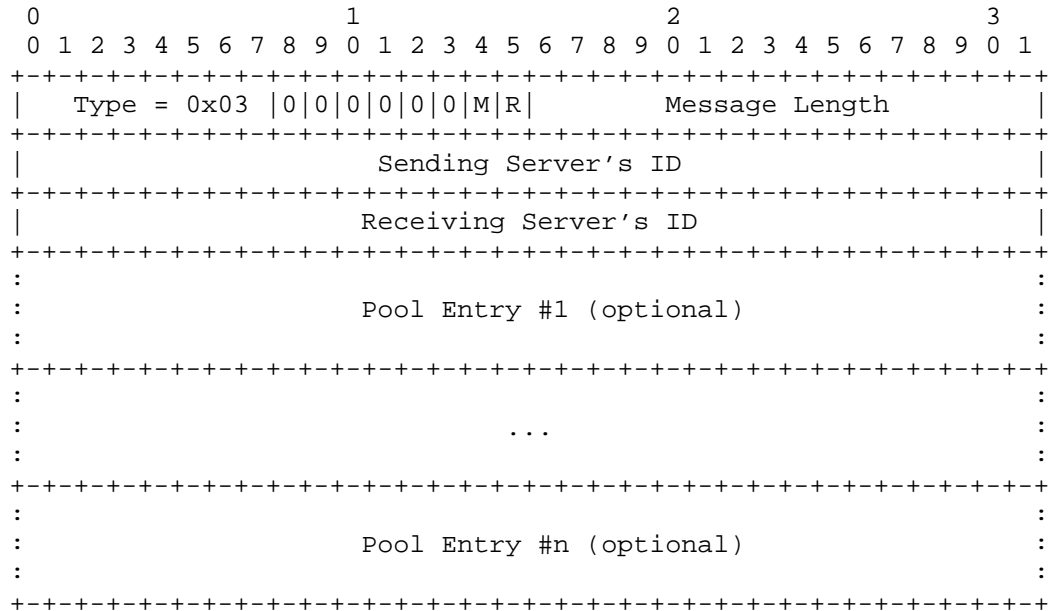 0                   1                   2                   3
0 1 2 3 4 5 6 7 8 9 0 1 2 3 4 5 6 7 8 9 0 1 2 3 4 5 6 7 8 9 0 1
+-+-+-+-+-+-+-+-+-+-+-+-+-+-+-+-+-+-+-+-+-+-+-+-+-+-+-+-+-+-+-+-+
|   Type = 0x03 |0|0|0|0|0|0|M|R|         Message Length        |
+-+-+-+-+-+-+-+-+-+-+-+-+-+-+-+-+-+-+-+-+-+-+-+-+-+-+-+-+-+-+-+-+
|                      Sending Server’s ID                      |
+-+-+-+-+-+-+-+-+-+-+-+-+-+-+-+-+-+-+-+-+-+-+-+-+-+-+-+-+-+-+-+-+
|                     Receiving Server’s ID                     |
+-+-+-+-+-+-+-+-+-+-+-+-+-+-+-+-+-+-+-+-+-+-+-+-+-+-+-+-+-+-+-+-+
:                                                               :
:                     Pool Entry #1 (optional)                  :
:                                                               :
+-+-+-+-+-+-+-+-+-+-+-+-+-+-+-+-+-+-+-+-+-+-+-+-+-+-+-+-+-+-+-+-+
:                                                               :
:                              ...                              :
:                                                               :
+-+-+-+-+-+-+-+-+-+-+-+-+-+-+-+-+-+-+-+-+-+-+-+-+-+-+-+-+-+-+-+-+
:                                                               :
:                     Pool Entry #n (optional)                  :
:                                                               :
+-+-+-+-+-+-+-+-+-+-+-+-+-+-+-+-+-+-+-+-+-+-+-+-+-+-+-+-+-+-+-+-+